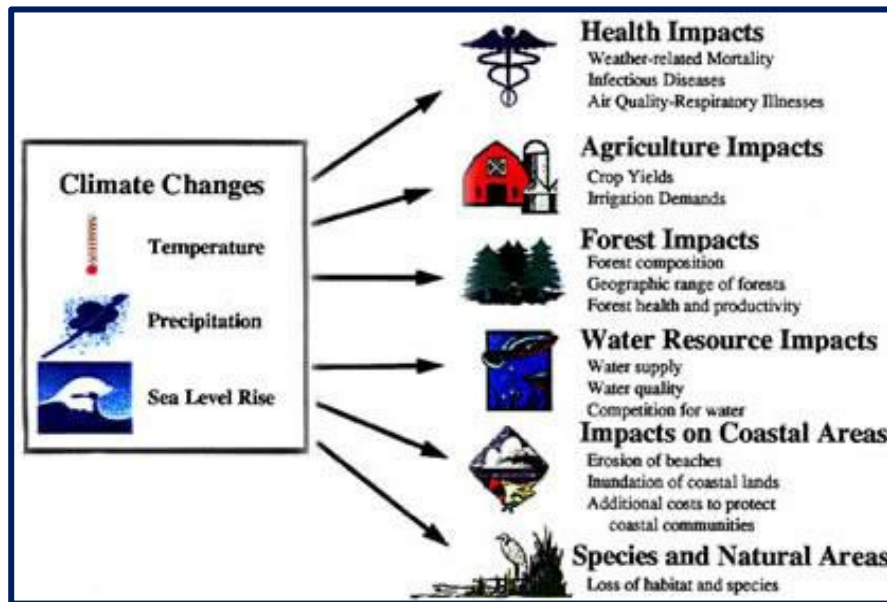 Climate Changes
Temperature
Precipitation
Sea Level Rise
Health Impacts
Weather-related Mortality
Infectious Diseases
Air Quality-Respiratory Illnesses
Agriculture Impacts
Crop Yields
Irrigation Demands
Forest Impacts
Forest composition
Geographic range of forests
Forest health and productivity
Water Resource Impacts
Water supply
Water quality
Competition for water
Impacts on Coastal Areas
Erosion of beaches
Inundation of coastal lands
Additional costs to protect
coastal communities
Species and Natural Areas
Loss of habitat and species